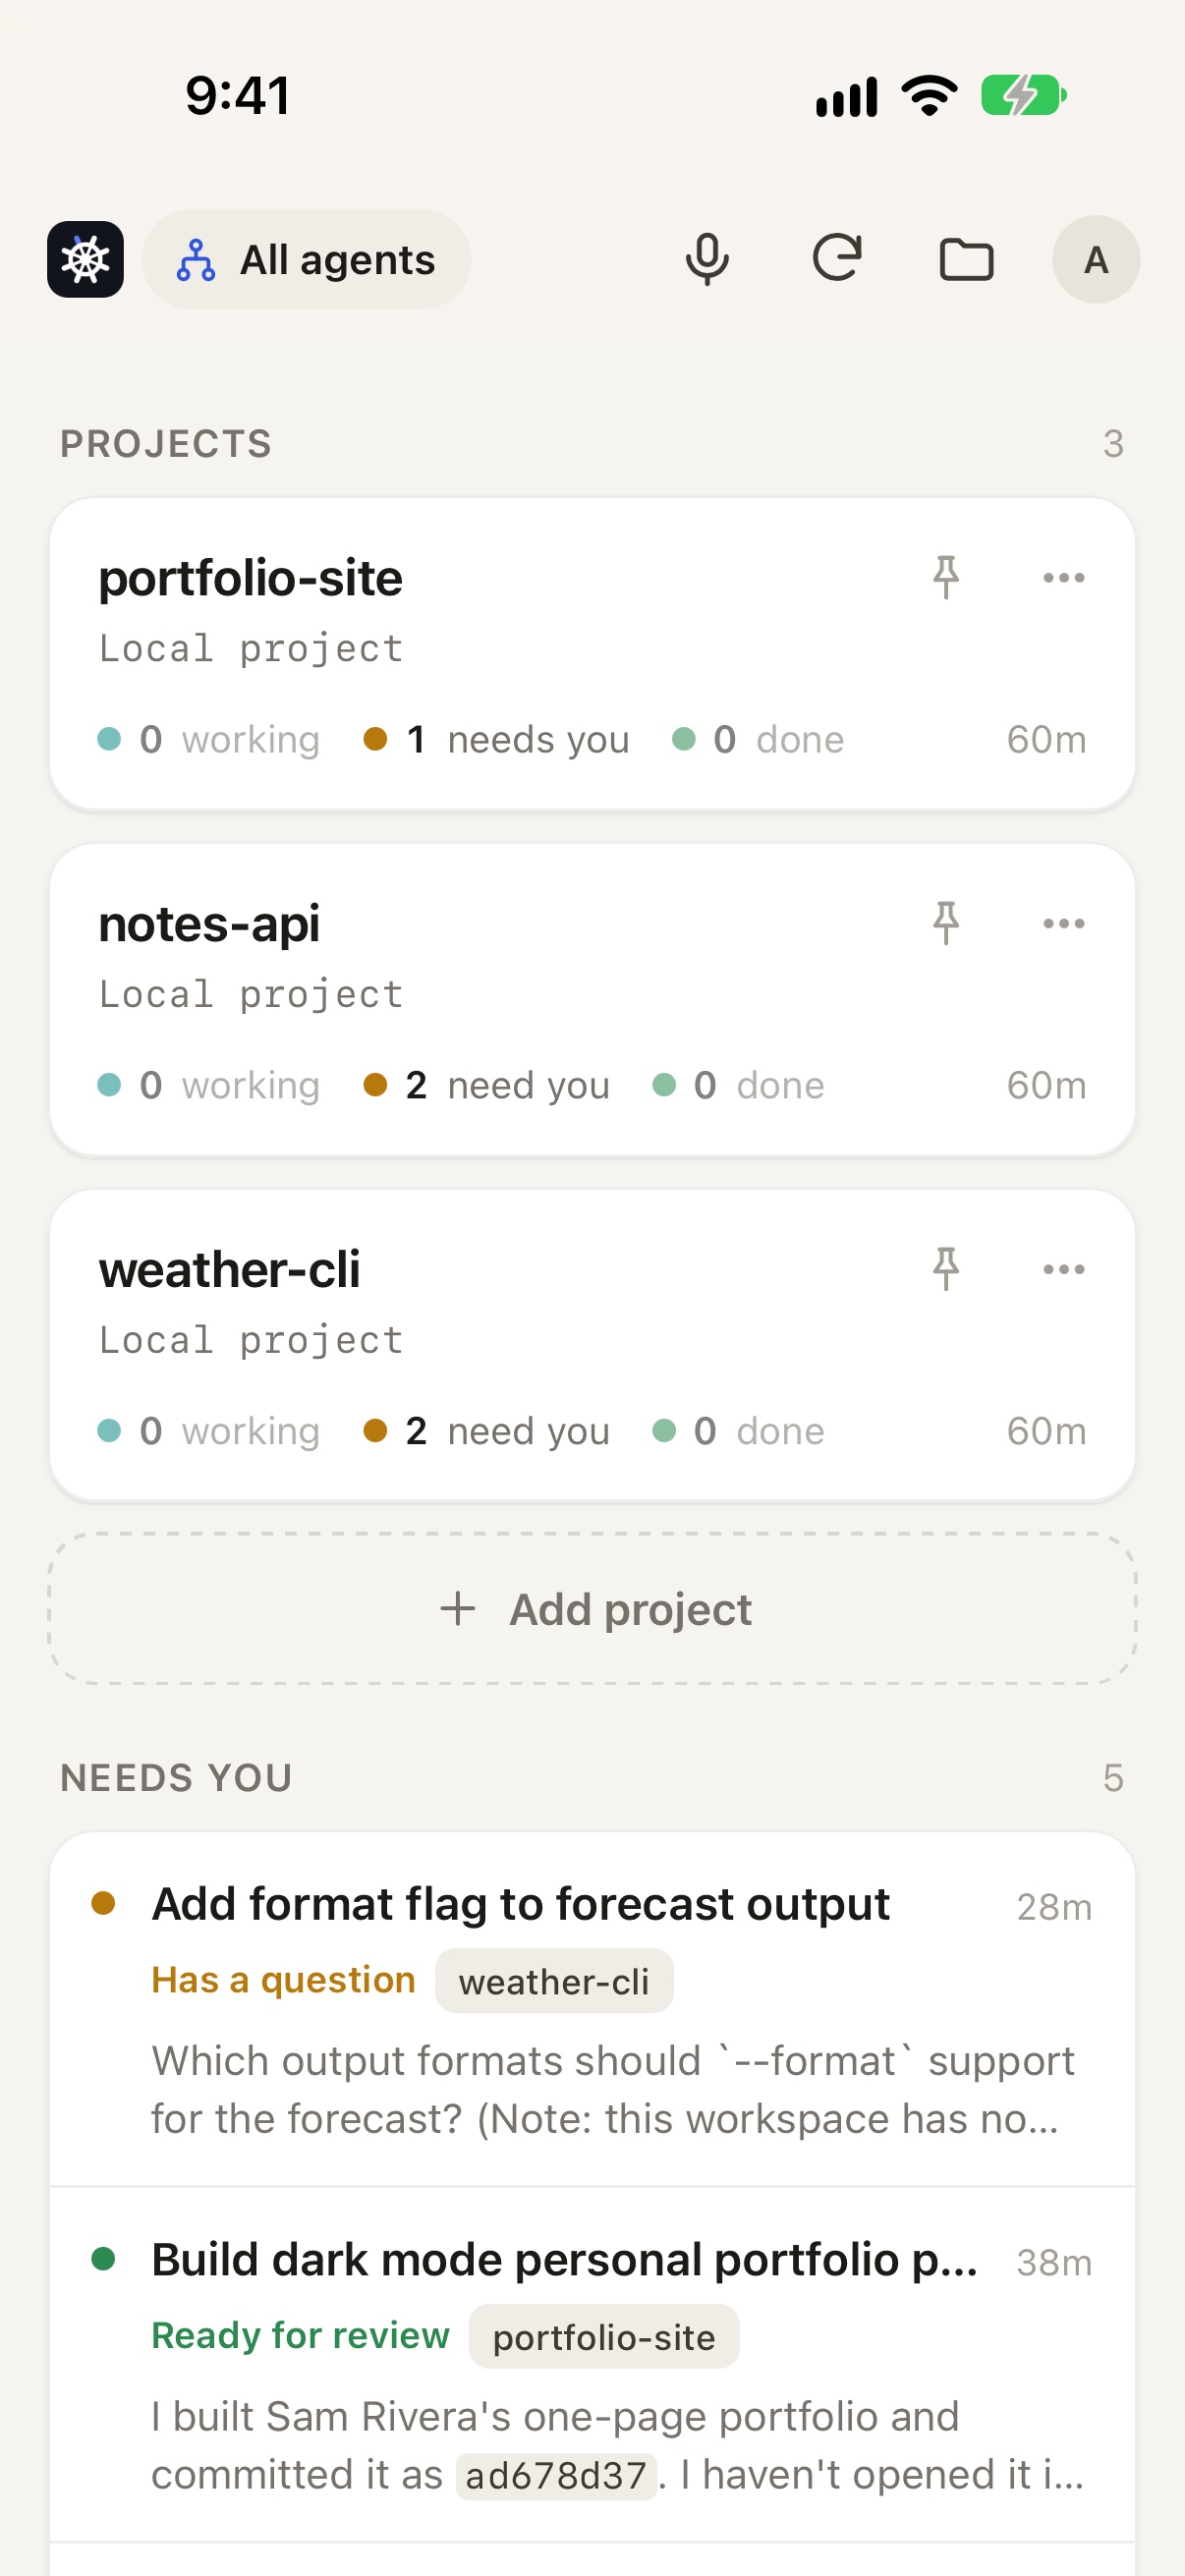 9:41
All agents
A
PROJECTS 3
portfolio-site
Local project
0 working 1 needs you 0 done 60m
notes-api
Local project
0 working 2 need you 0 done 60m
weather-cli
Local project
0 working 2 need you 0 done 60m
+ Add project
NEEDS YOU 5
Add format flag to forecast output 28m
Has a question weather-cli
Which output formats should `--format` support
for the forecast? (Note: this workspace has no...
Build dark mode personal portfolio p... 38m
Ready for review portfolio-site
I built Sam Rivera's one-page portfolio and
committed it as ad678d37. I haven't opened it i...